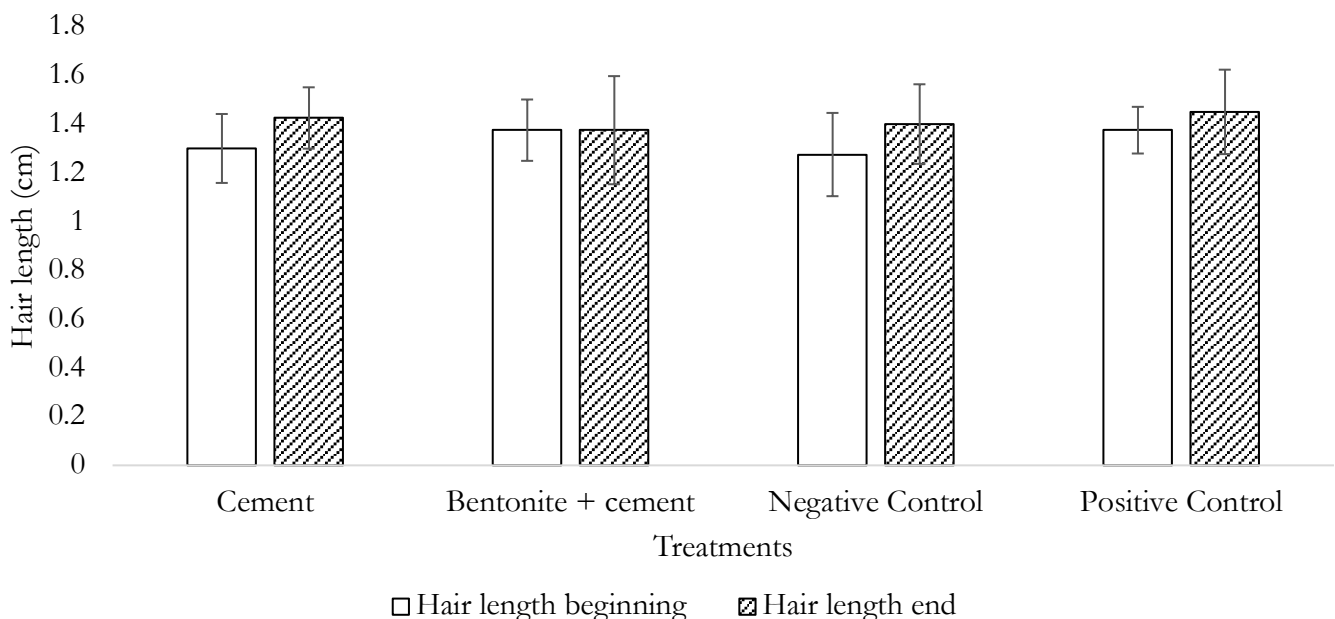 1.8
1.6
1.4
1.2
1
0.8
0.6
0.4
0.2
0
Hair length (cm)
Cement Bentonite + cement Negative Control Positive Control
Treatments
Hair length beginning Hair length end